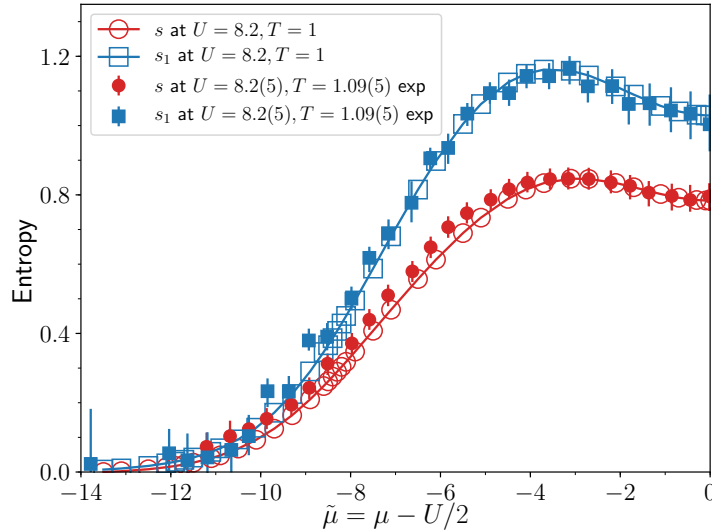 s at U = 8.2, T = 1
s₁ at U = 8.2, T = 1
s at U = 8.2(5), T = 1.09(5) exp
s₁ at U = 8.2(5), T = 1.09(5) exp
1.2
0.8
0.4
0.0
Entropy
−14 −12 −10 −8 −6 −4 −2 0
μ̃ = μ − U/2